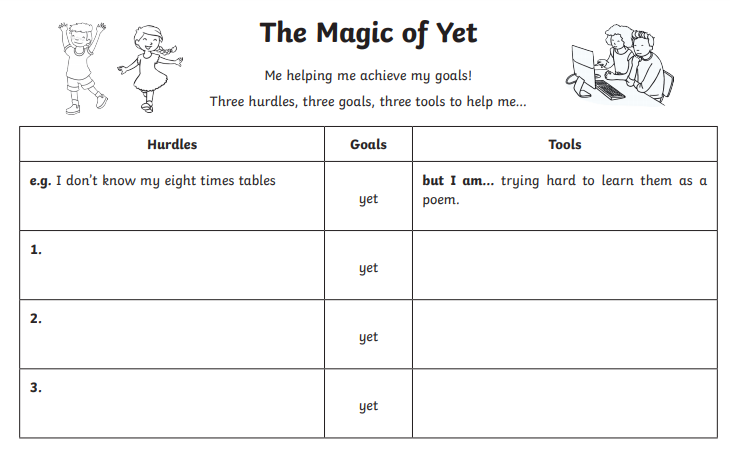 The Magic of Yet
Me helping me achieve my goals!
Three hurdles, three goals, three tools to help me...
Hurdles Goals Tools
e.g. I don't know my eight times tables
yet
but I am... trying hard to learn them as a
poem.
1.
yet
2.
yet
3.
yet